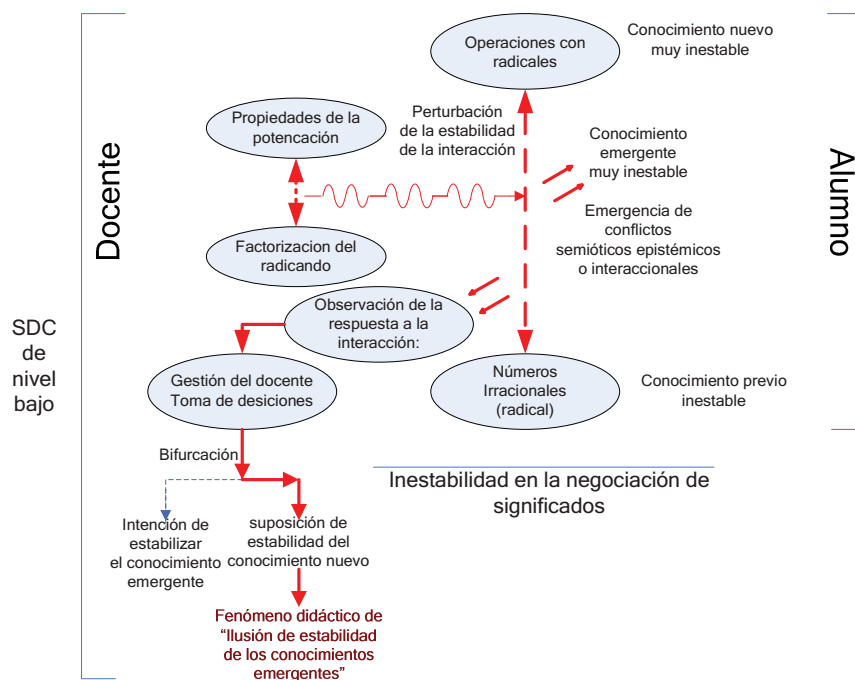 Operaciones con
radicales
Conocimiento nuevo
muy inestable
Docente
Propiedades de la
potencación
Perturbación
de la estabilidad
de la interacción
Conocimiento
emergente
muy inestable
Alumno
Factorizacion del
radicando
Emergencia de
conflictos
semióticos epistémicos
o interaccionales
Observación de la
respuesta a la
interacción:
SDC
de
nivel
bajo
Gestión del docente
Toma de desiciones
Números
Irracionales
(radical)
Conocimiento previo
inestable
Bifurcación
Inestabilidad en la negociación de
significados
Intención de
estabilizar
el conocimiento
emergente
suposición de
estabilidad del
conocimiento nuevo
Fenómeno didáctico de
“Ilusión de estabilidad
de los conocimientos
emergentes”